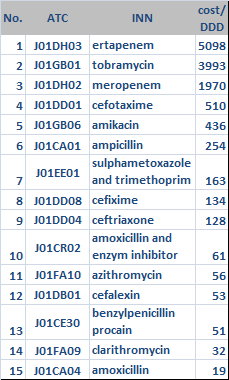 cost/
No. ATC INN DDD
1 J01DH03 ertapenem 5098
2 J01GB01 tobramycin 3993
3 J01DH02 meropenem 1970
4 J01DD01 cefotaxime 510
5 J01GB06 amikacin 436
6 J01CA01 ampicillin 254
sulphametoxazole
7 J01EE01 and trimethoprim 163
8 J01DD08 cefixime 134
9 J01DD04 ceftriaxone 128
amoxicillin and
10 J01CR02 enzym inhibitor 61
11 J01FA10 azithromycin 56
12 J01DB01 cefalexin 53
benzylpenicillin
13 J01CE30 procain 51
14 J01FA09 clarithromycin 32
15 J01CA04 amoxicillin 19